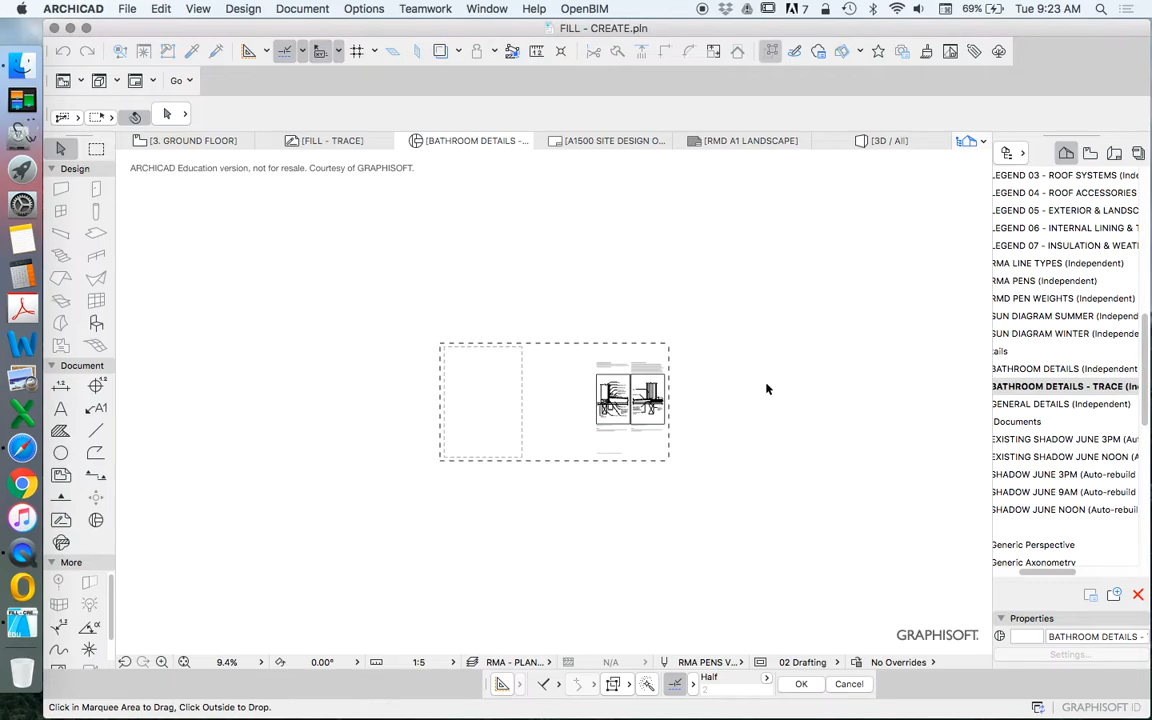 ARCHICAD File Edit View Design Document Options Teamwork Window Help OpenBIM 7 69% Tue 9:23 AM
FILL - CREATE.pln
Go
[3. GROUND FLOOR] [FILL - TRACE] [BATHROOM DETAILS -... [A1500 SITE DESIGN O... [RMD A1 LANDSCAPE] [3D / All]
ARCHICAD Education version, not for resale. Courtesy of GRAPHISOFT.
Design
Document
More
LEGEND 03 - ROOF SYSTEMS (Inde
LEGEND 04 - ROOF ACCESSORIES
LEGEND 05 - EXTERIOR & LANDSC
LEGEND 06 - INTERNAL LINING & T
LEGEND 07 - INSULATION & WEAT
RMA LINE TYPES (Independent)
RMA PENS (Independent)
RMD PEN WEIGHTS (Independent)
SUN DIAGRAM SUMMER (Independ
SUN DIAGRAM WINTER (Independe
tails
BATHROOM DETAILS (Independent
BATHROOM DETAILS - TRACE (In
GENERAL DETAILS (Independent)
Documents
EXISTING SHADOW JUNE 3PM (Aut
EXISTING SHADOW JUNE NOON (A
SHADOW JUNE 3PM (Auto-rebuild
SHADOW JUNE 9AM (Auto-rebuild
SHADOW JUNE NOON (Auto-rebui
Generic Perspective
Generic Axonometry
Properties
BATHROOM DETAILS -
Settings...
GRAPHISOFT.
9.4% 0.00° 1:5 RMA - PLAN... N/A RMA PENS V... 02 Drafting No Overrides
Half
2
OK Cancel
Click in Marquee Area to Drag, Click Outside to Drop.
GRAPHISOFT ID